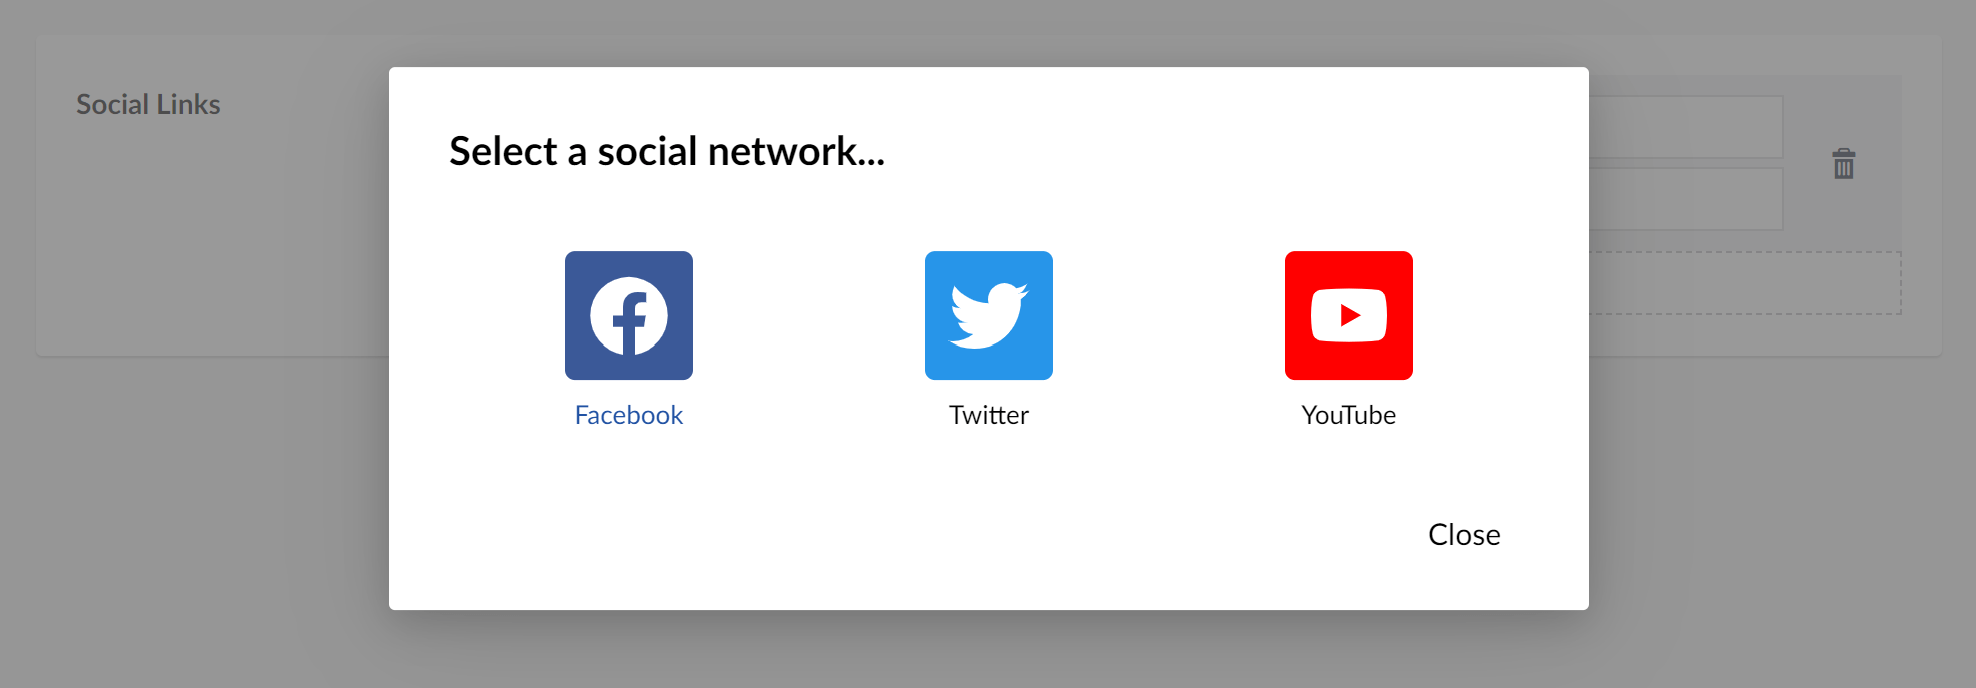 Social Links
Select a social network...
Facebook
Twitter
YouTube
Close